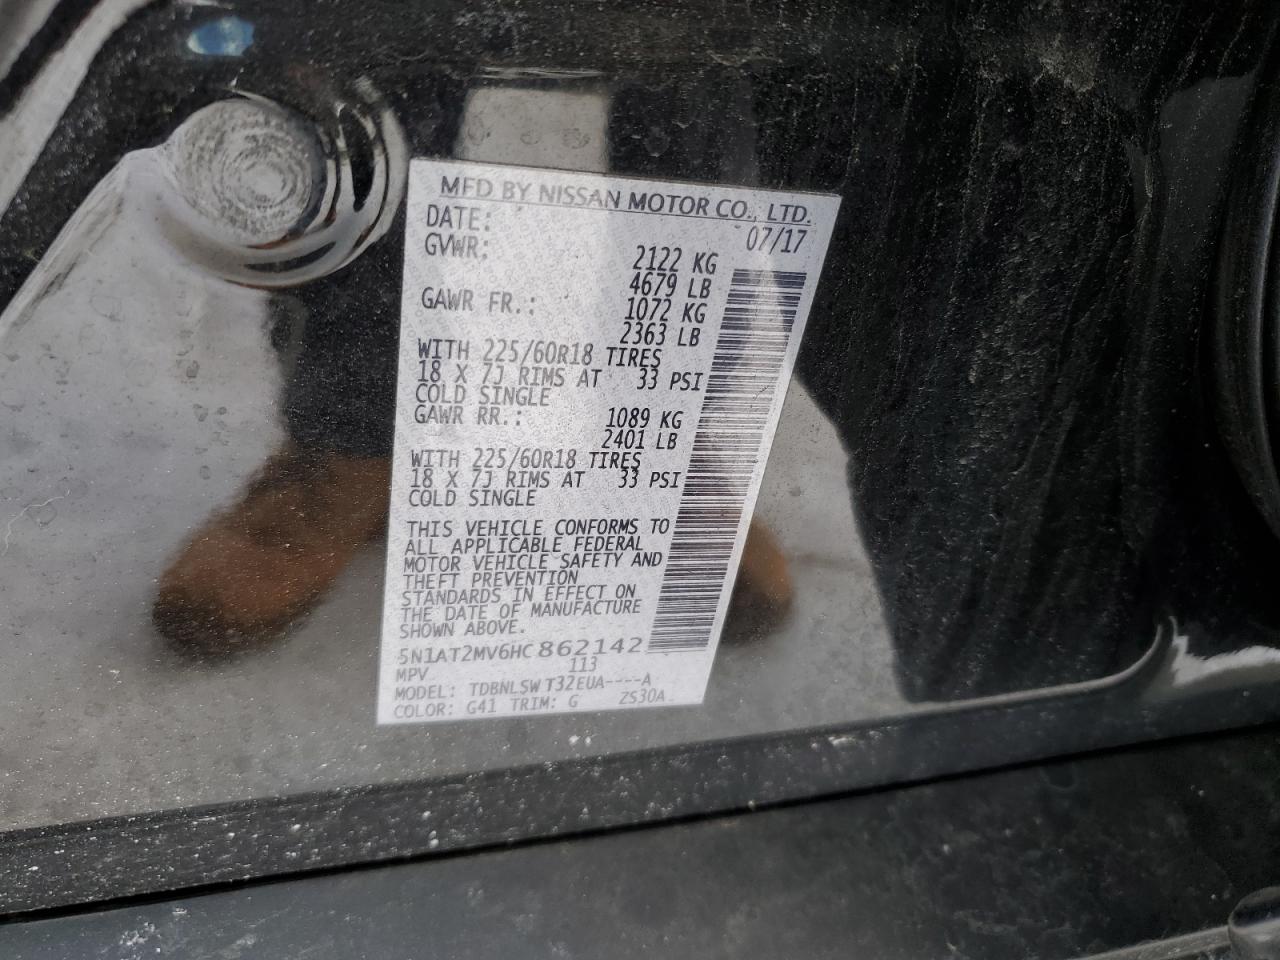 MFD BY NISSAN MOTOR CO., LTD.
DATE: 07/17
GVWR: 2122 KG
4679 LB
GAWR FR.: 1072 KG
2363 LB
WITH 225/60R18 TIRES
18 X 7J RIMS AT 33 PSI
COLD SINGLE
GAWR RR.: 1089 KG
2401 LB
WITH 225/60R18 TIRES
18 X 7J RIMS AT 33 PSI
COLD SINGLE
THIS VEHICLE CONFORMS TO
ALL APPLICABLE FEDERAL
MOTOR VEHICLE SAFETY AND
THEFT PREVENTION
STANDARDS IN EFFECT ON
THE DATE OF MANUFACTURE
SHOWN ABOVE.
5N1AT2MV6HC862142
MPV 113
MODEL: TDBNLSW T32EUA----A
COLOR: G41 TRIM: G ZS30A